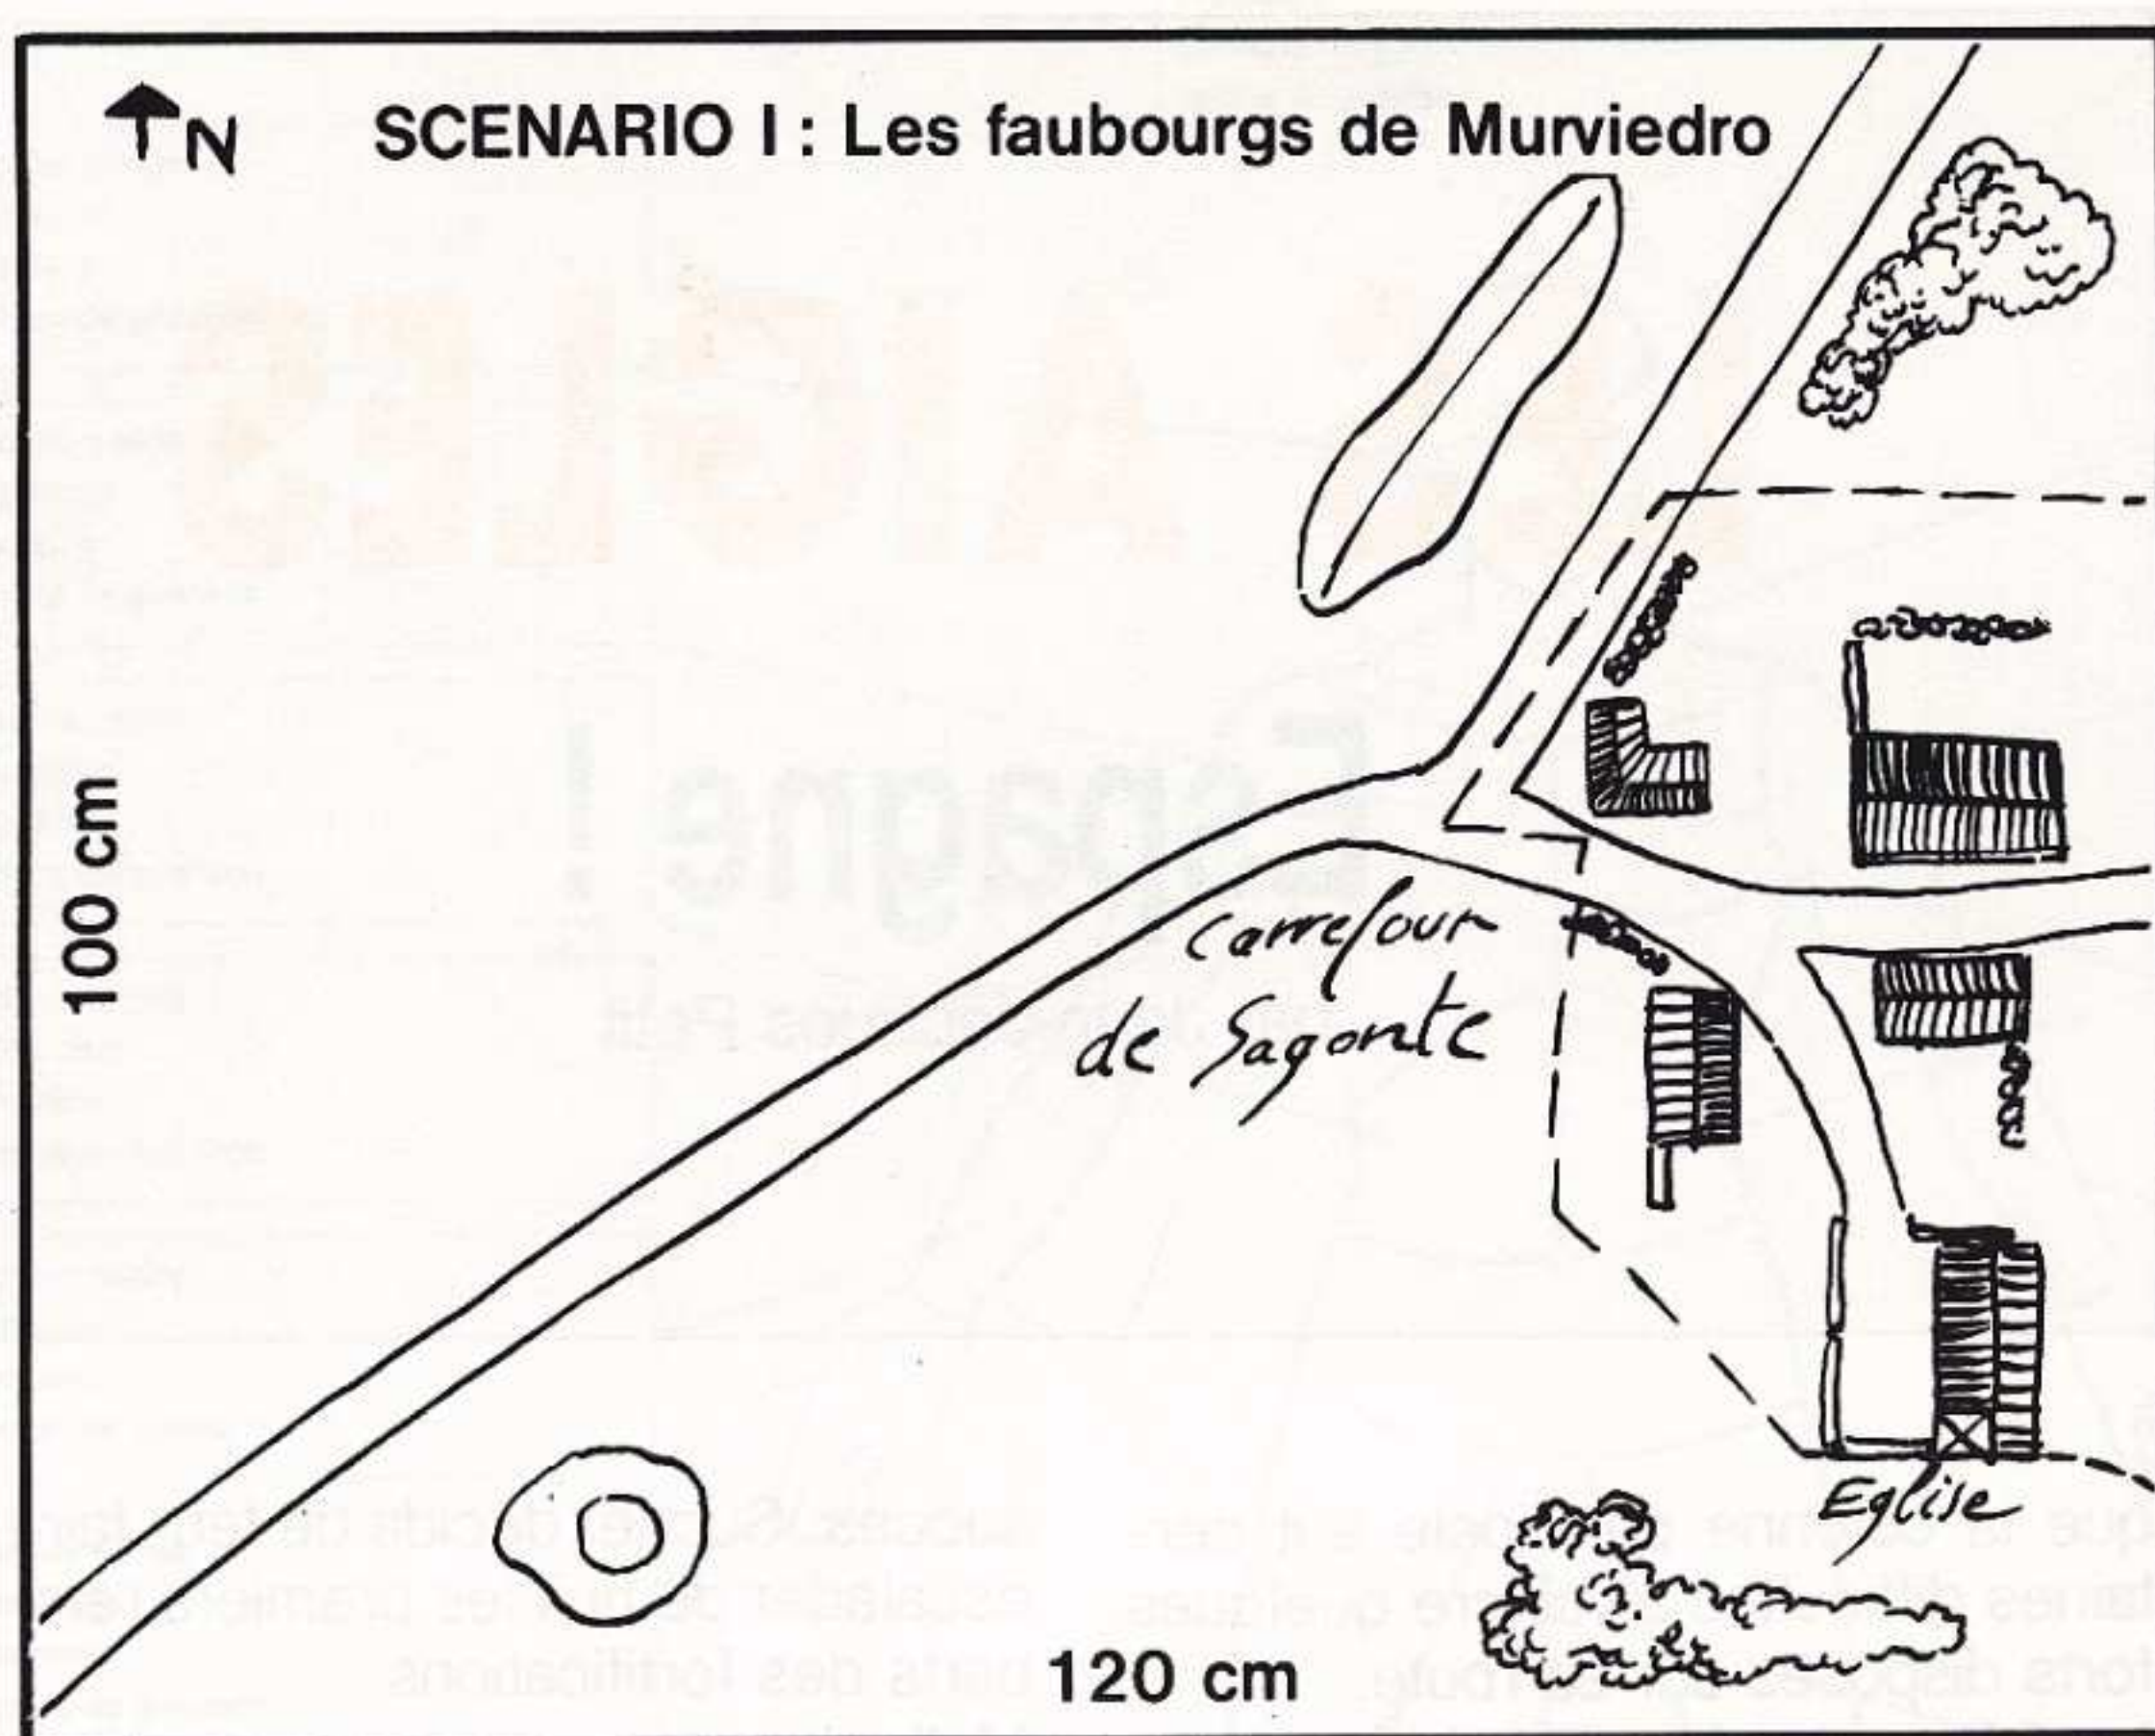 N
SCENARIO I : Les faubourgs de Murviedro
100 cm
Carrefour
de Sagonte
Eglise
120 cm